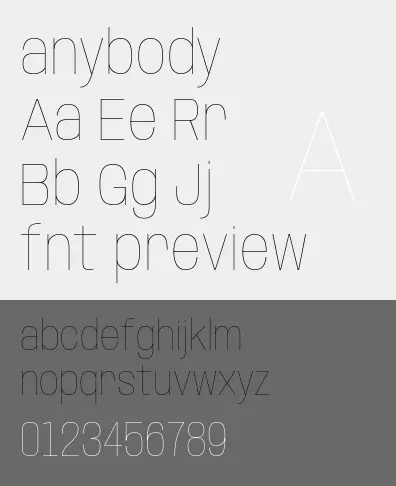 anybody
Aa Ee Rr
A
Bb Gg Jj
fnt preview
abcdefghijklm
nopqrstuvwxyz
0123456789